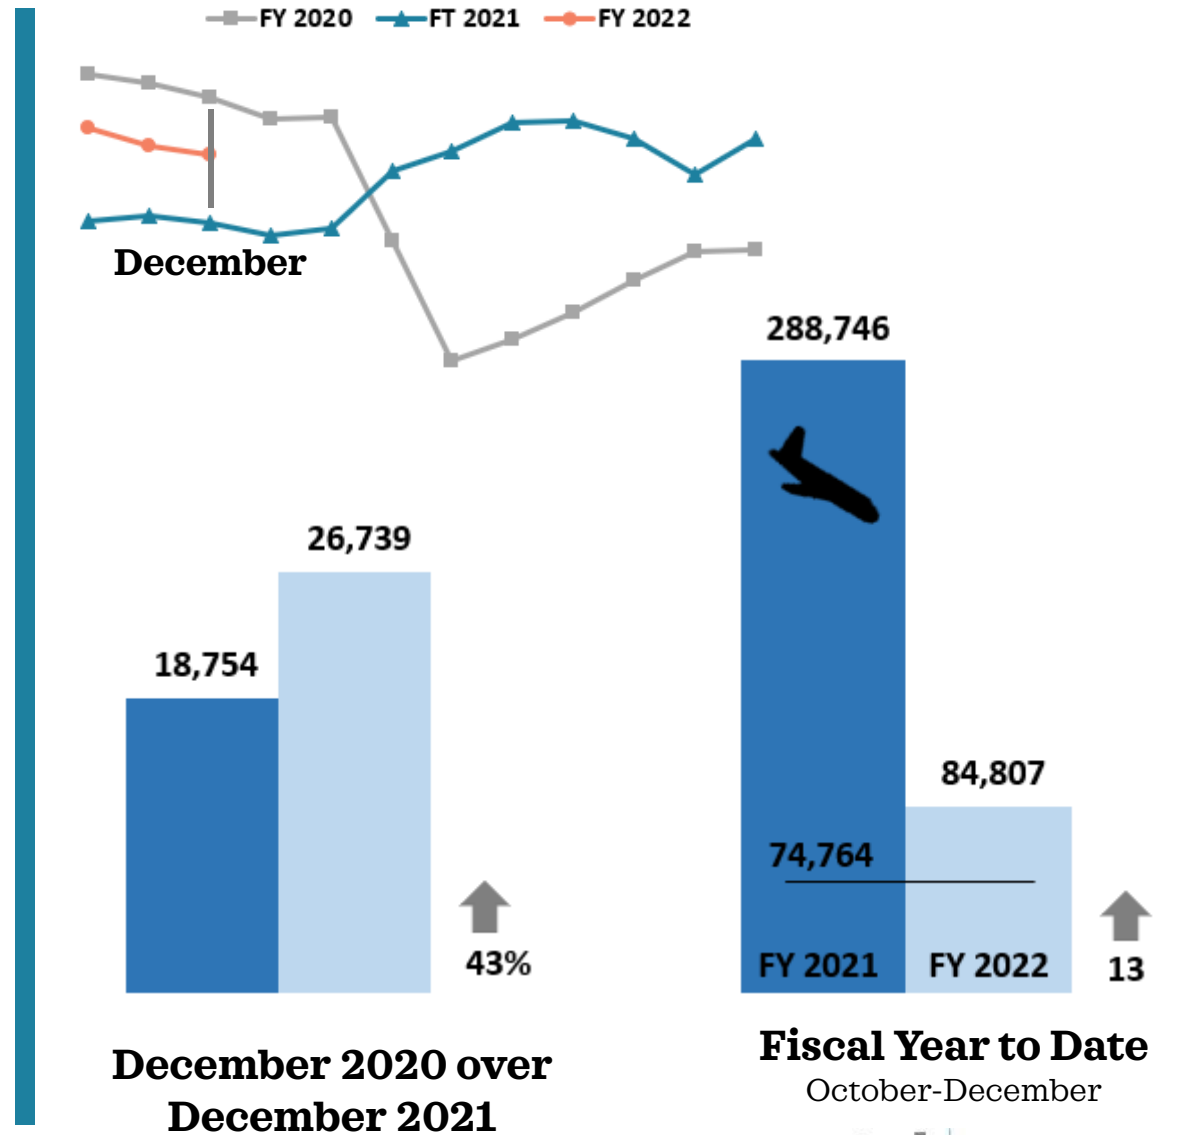 FY 2020 FT 2021 FY 2022
December
288,746
26,739
18,754
84,807
74,764
43%
FY 2021 FY 2022
13
December 2020 over
December 2021
Fiscal Year to Date
October-December